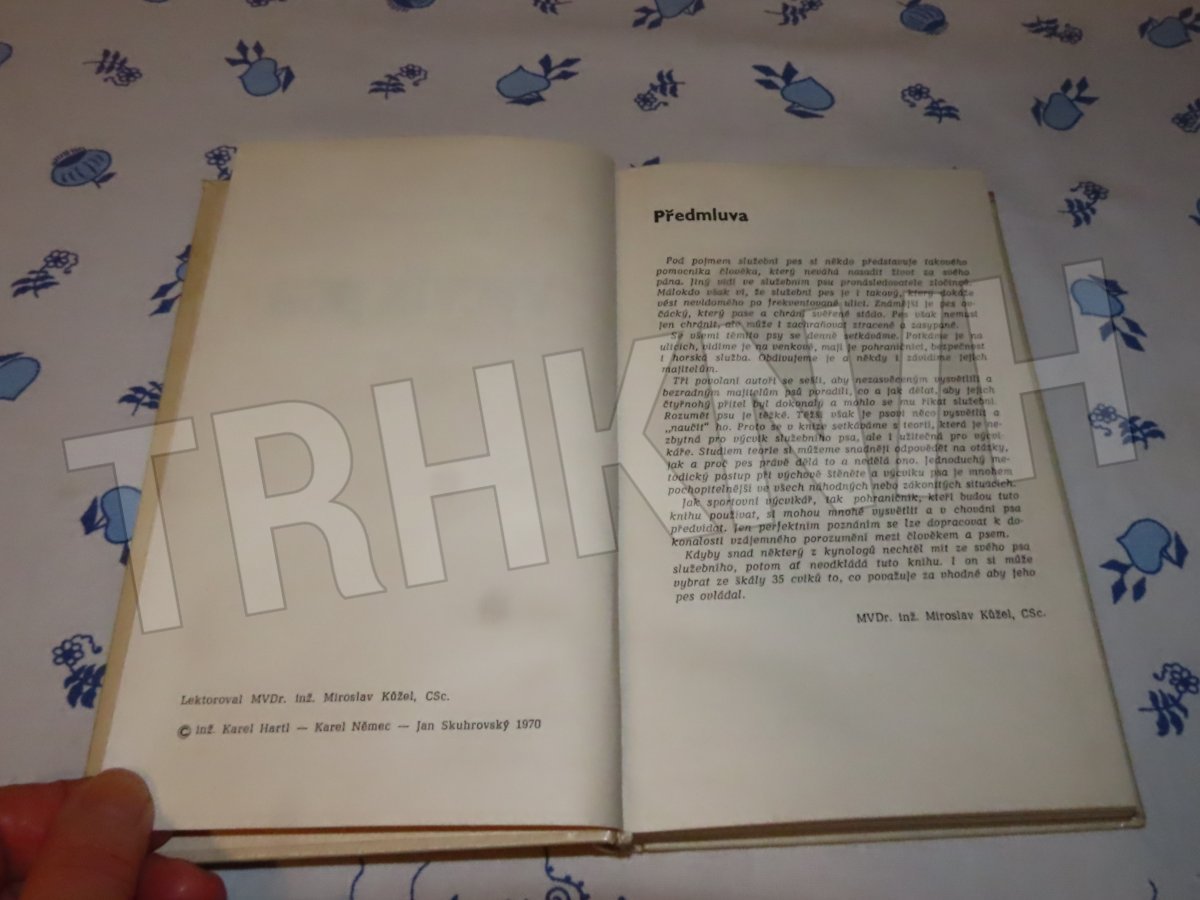 Lektoroval MVDr. inž. Miroslav Kůžel, CSc.
© inž. Karel Hartl — Karel Němec — Jan Skuhrovský 1970
Předmluva
Pod pojmem služební pes si někdo představuje takového
pomocníka člověka, který neváhá nasadit život za svého
pána. Jiný vidí ve služebním psu pronásledovatele zločinců.
Málokdo však ví, že služební pes je i takový, který dokáže
vést nevidomého po frekventované ulici. Známější je pes ov-
čácký, který pase a chrání svěřené stádo. Pes však nemusí
jen chránit, ale může i zachraňovat ztracené a zasypané.
Se všemi těmito psy se denně setkáváme. Potkáme je na
ulicích, vidíme je na venkově, mají je pohraničníci, bezpečnost
i horská služba. Obdivujeme je a někdy i závidíme jejich
majitelům.
Tři povolaní autoři se sešli, aby nezasvěceným vysvětlili a
bezradným majitelům psů poradili, co a jak dělat, aby jejich
čtyřnohý přítel byl dokonalý a mohlo se mu říkat služební.
Rozumět psu je těžké. Těžší však je psovi něco vysvětlit a
„naučit“ ho. Proto se v knize setkáváme s teorií, která je ne-
zbytná pro výcvik služebního psa, ale i užitečná pro výcvi-
káře. Studiem teorie si můžeme snadněji odpovědět na otázky,
jak a proč pes právě dělá to a nedělá ono. Jednoduchý me-
todický postup při výchově štěněte a výcviku psa je mnohem
pochopitelnější ve všech náhodných nebo zákonitých situacích.
Jak sportovní výcvikář, tak pohraničník, kteří budou tuto
knihu používat, si mohou mnohé vysvětlit a v chování psa
předvídat. Jen perfektním poznáním se lze dopracovat k do-
konalosti vzájemného porozumění mezi člověkem a psem.
Kdyby snad některý z kynologů nechtěl mít ze svého psa
služebního, potom ať neodkládá tuto knihu. I on si může
vybrat ze škály 35 cviků to, co považuje za vhodné aby jeho
pes ovládal.
MVDr. inž. Miroslav Kůžel, CSc.
TRHKNIH